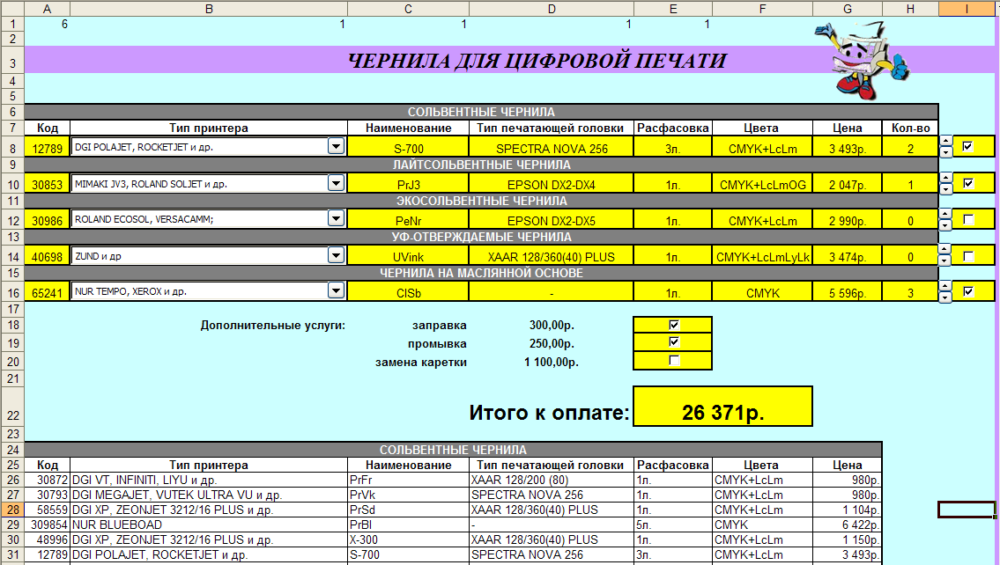 A B C D E F G H I
1 6 1 1 1 1
2
3 ЧЕРНИЛА ДЛЯ ЦИФРОВОЙ ПЕЧАТИ
4
5
6 СОЛЬВЕНТНЫЕ ЧЕРНИЛА
7 Код Тип принтера Наименование Тип печатающей головки Расфасовка Цвета Цена Кол-во
8 12789 DGI POLAJET, ROCKETJET и др. S-700 SPECTRA NOVA 256 3л. CMYK+LcLm 3 493р. 2
9 ЛАЙТСОЛЬВЕНТНЫЕ ЧЕРНИЛА
10 30853 MIMAKI JV3, ROLAND SOLJET и др. PrJ3 EPSON DX2-DX4 1л. CMYK+LcLmOG 2 047р. 1
11 ЭКОСОЛЬВЕНТНЫЕ ЧЕРНИЛА
12 30986 ROLAND ECOSOL, VERSACAMM; PeNr EPSON DX2-DX5 1л. CMYK+LcLm 2 990р. 0
13 УФ-ОТВЕРЖДАЕМЫЕ ЧЕРНИЛА
14 40698 ZUND и др UVink XAAR 128/360(40) PLUS 1л. CMYK+LcLmLyLk 3 474р. 0
15 ЧЕРНИЛА НА МАСЛЯННОЙ ОСНОВЕ
16 65241 NUR TEMPO, XEROX и др. ClSb - 1л. CMYK 5 596р. 3
17
18 Дополнительные услуги: заправка 300,00р.
19 промывка 250,00р.
20 замена каретки 1 100,00р.
21
22 Итого к оплате: 26 371р.
23
24 СОЛЬВЕНТНЫЕ ЧЕРНИЛА
25 Код Тип принтера Наименование Тип печатающей головки Расфасовка Цвета Цена
26 30872 DGI VT, INFINITI, LIYU и др. PrFr XAAR 128/200 (80) 1л. CMYK+LcLm 980р.
27 30793 DGI MEGAJET, VUTEK ULTRA VU и др. PrVk SPECTRA NOVA 256 1л. CMYK+LcLm 980р.
28 58559 DGI XP, ZEONJET 3212/16 PLUS и др. PrSd XAAR 128/360(40) PLUS 1л. CMYK+LcLm 1 104р.
29 309854 NUR BLUEBOAD PrBl - 5л. CMYK 6 422р.
30 48996 DGI XP, ZEONJET 3212/16 PLUS и др. X-300 XAAR 128/360(40) PLUS 1л. CMYK+LcLm 1 150р.
31 12789 DGI POLAJET, ROCKETJET и др. S-700 SPECTRA NOVA 256 3л. CMYK+LcLm 3 493р.